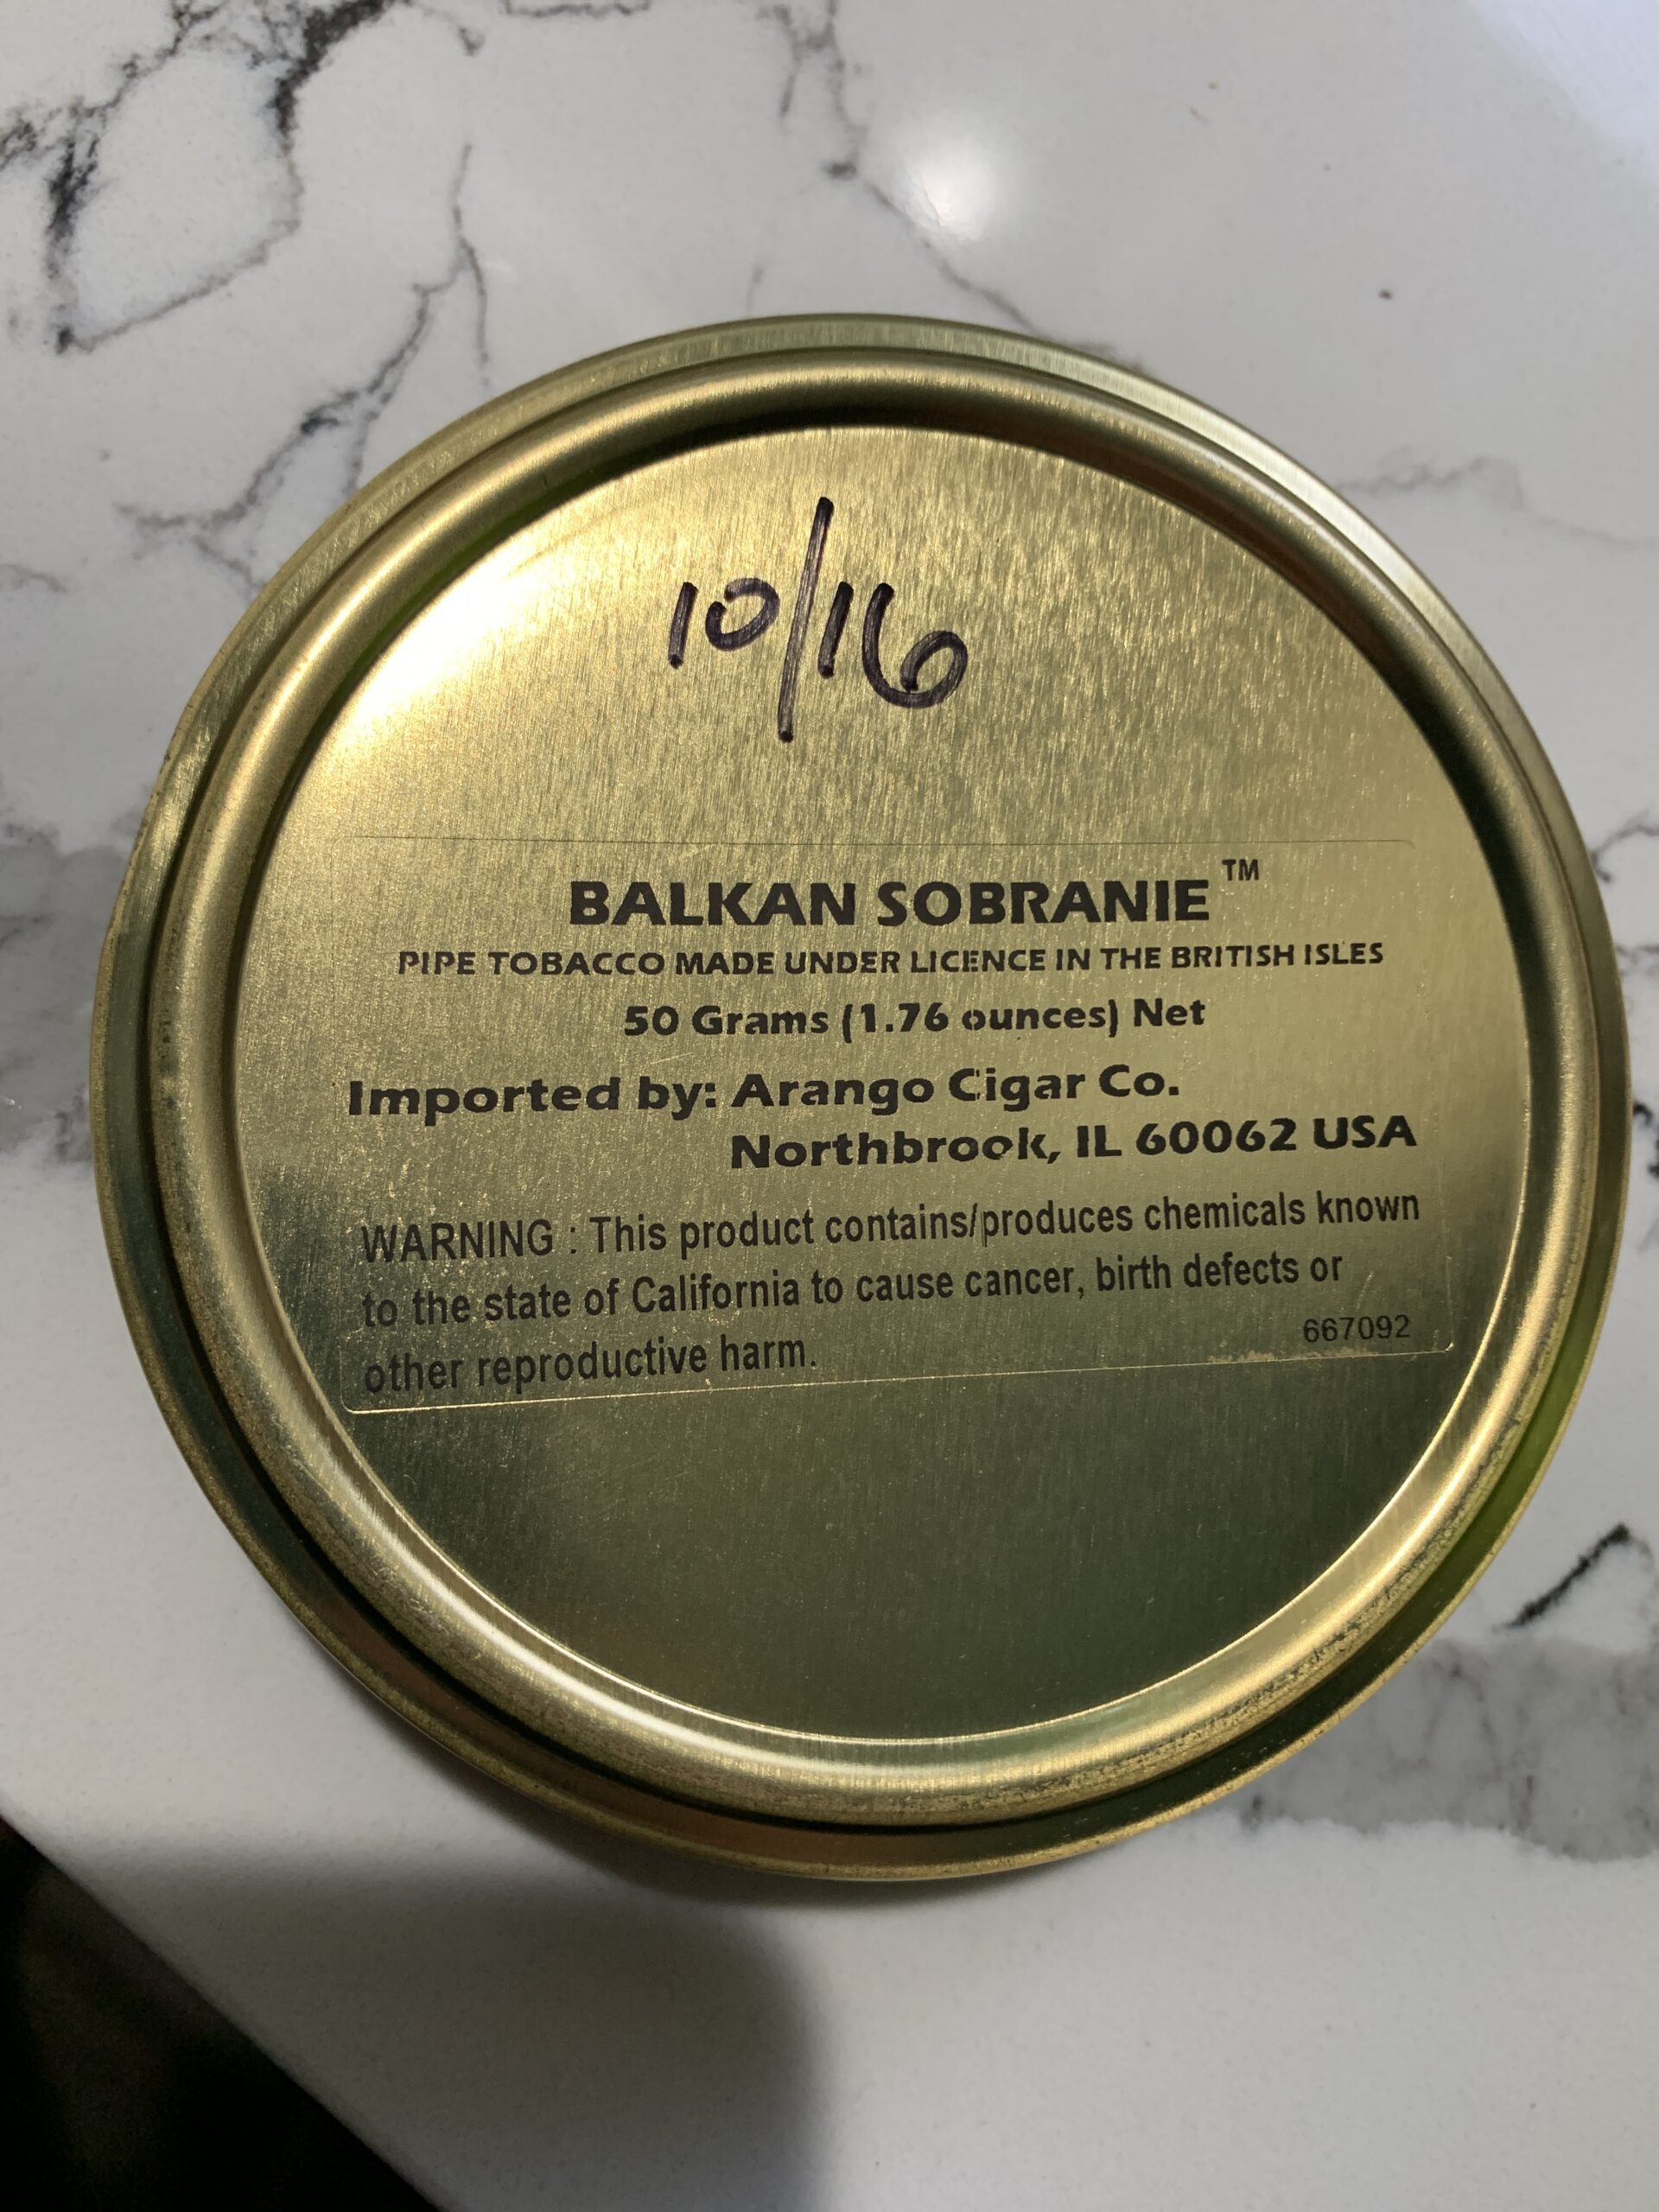 10/16
BALKAN SOBRANIE™
PIPE TOBACCO MADE UNDER LICENCE IN THE BRITISH ISLES
50 Grams (1.76 ounces) Net
Imported by: Arango Cigar Co.
Northbrook, IL 60062 USA
WARNING : This product contains/produces chemicals known
to the state of California to cause cancer, birth defects or
other reproductive harm.
667092